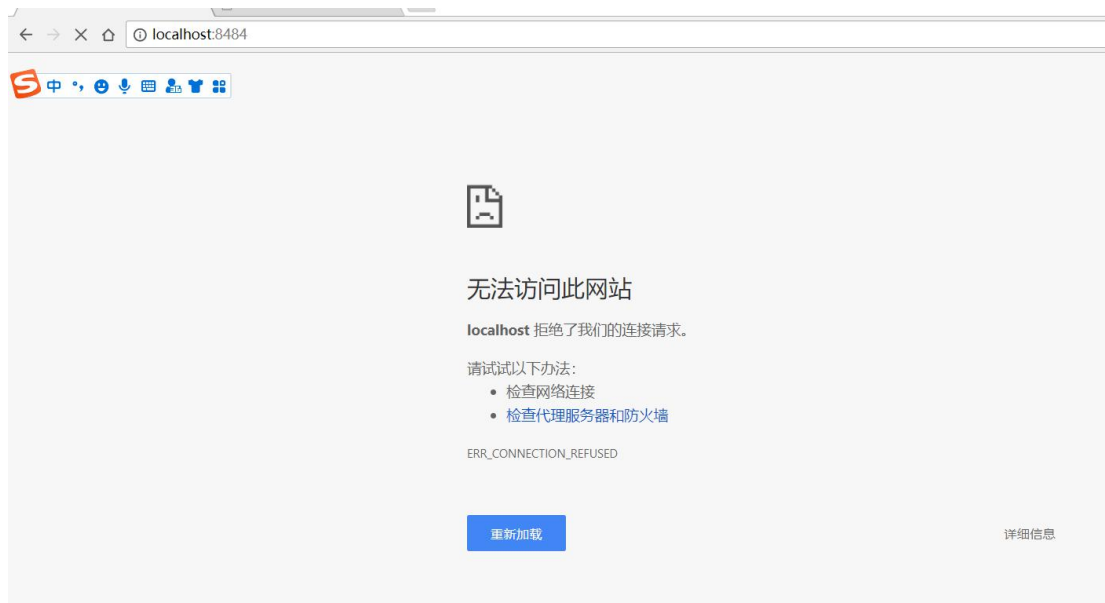 localhost:8484
中
无法访问此网站
localhost 拒绝了我们的连接请求。
请试试以下办法：
检查网络连接
检查代理服务器和防火墙
ERR_CONNECTION_REFUSED
重新加载
详细信息